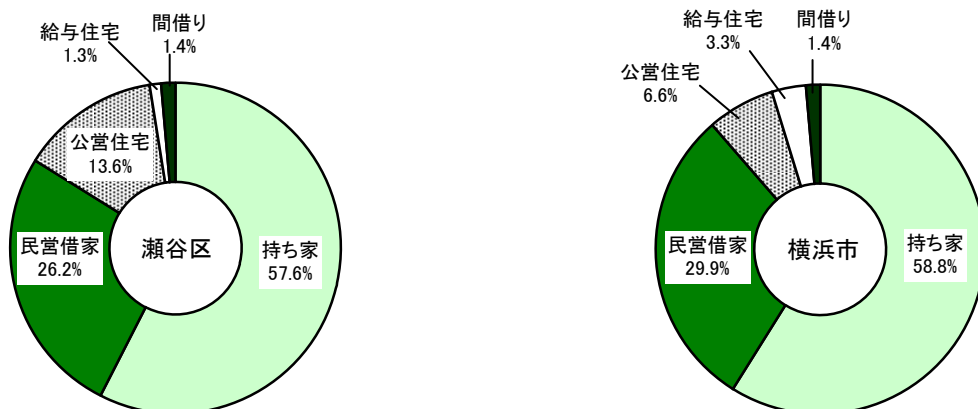 給与住宅
1.3%
間借り
1.4%
公営住宅
13.6%
民営借家
26.2%
瀬谷区
持ち家
57.6%
給与住宅
3.3%
間借り
1.4%
公営住宅
6.6%
民営借家
29.9%
横浜市
持ち家
58.8%